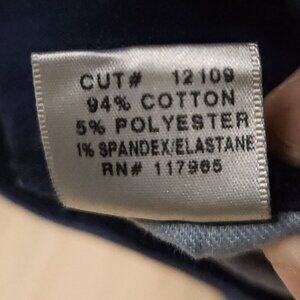 CUT# 12109
94% COTTON
5% POLYESTER
1% SPANDEX/ELASTANE
RN# 117965